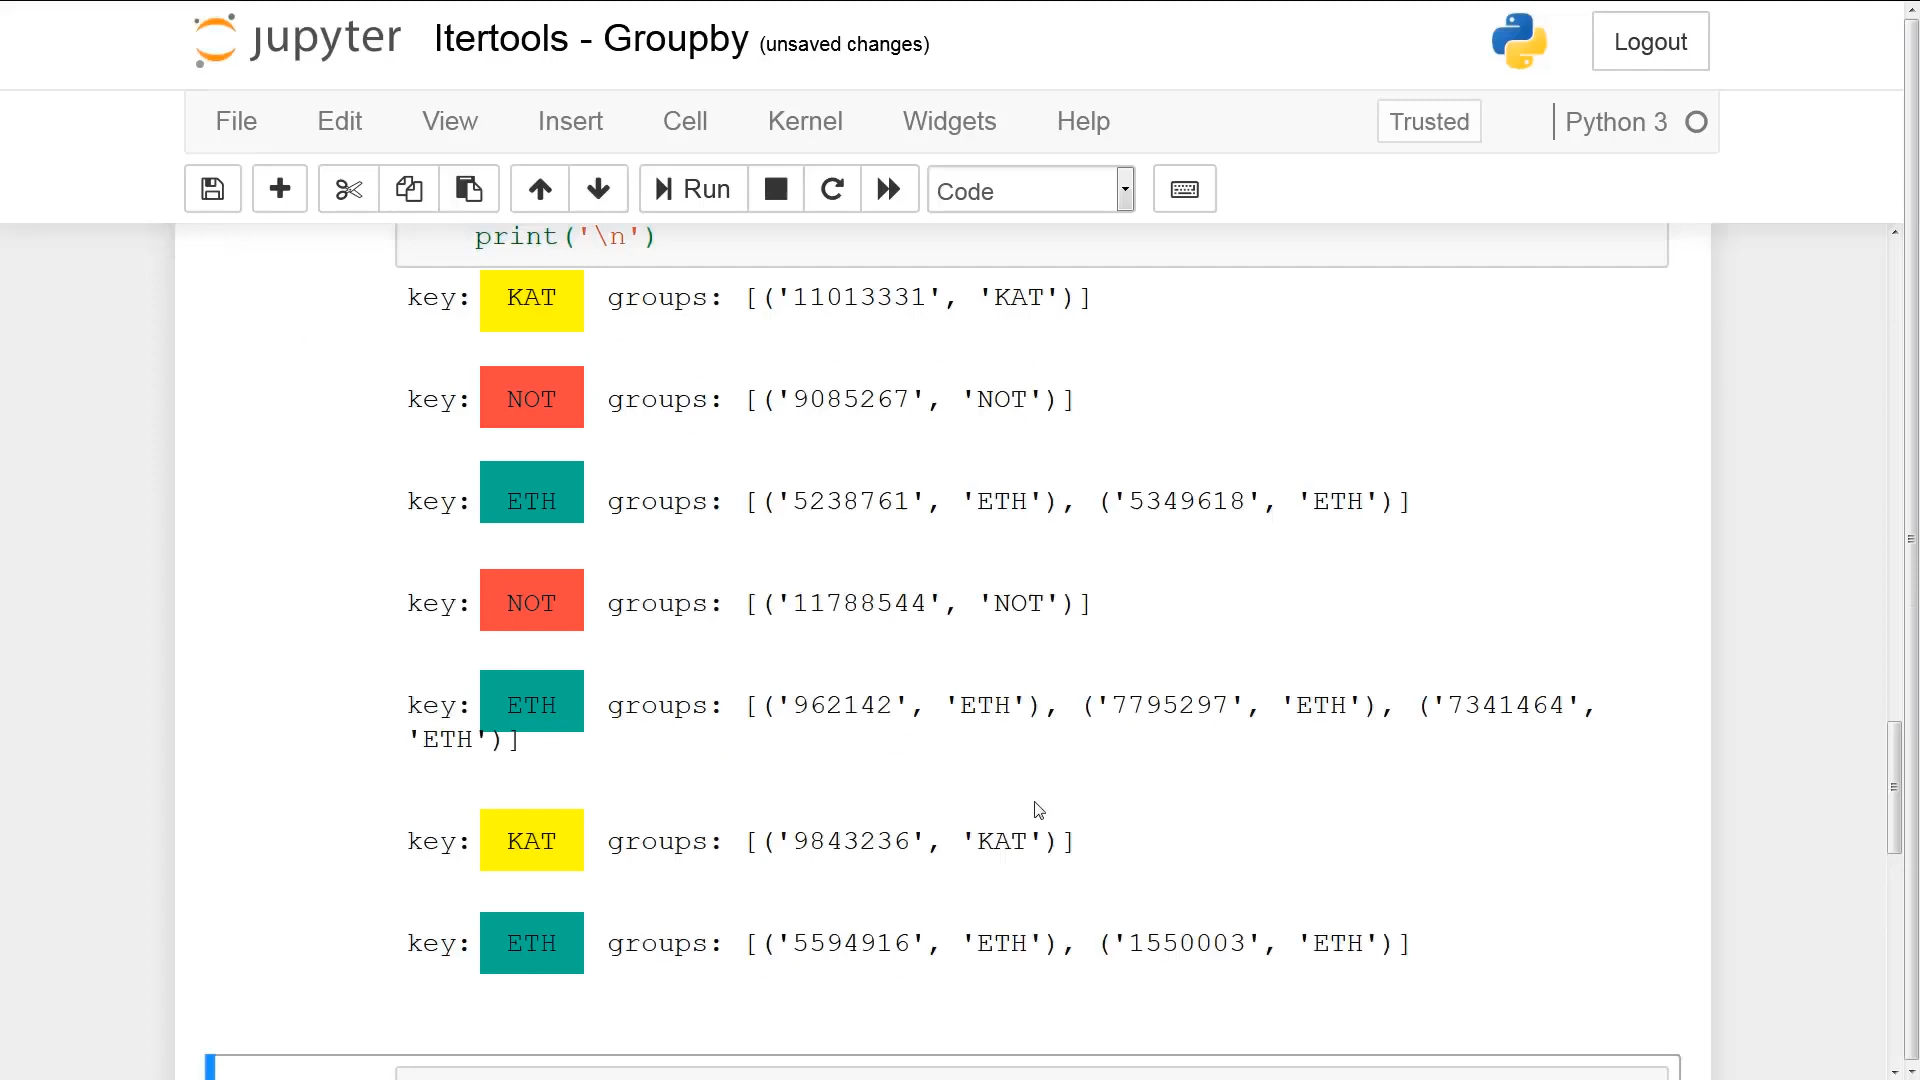 jupyter Itertools - Groupby (unsaved changes) Logout
File Edit View Insert Cell Kernel Widgets Help Trusted Python 3
Run Code
print('\n')
key: KAT groups: [('11013331', 'KAT')]
key: NOT groups: [('9085267', 'NOT')]
key: ETH groups: [('5238761', 'ETH'), ('5349618', 'ETH')]
key: NOT groups: [('11788544', 'NOT')]
key: ETH groups: [('962142', 'ETH'), ('7795297', 'ETH'), ('7341464',
'ETH')]
key: KAT groups: [('9843236', 'KAT')]
key: ETH groups: [('5594916', 'ETH'), ('1550003', 'ETH')]